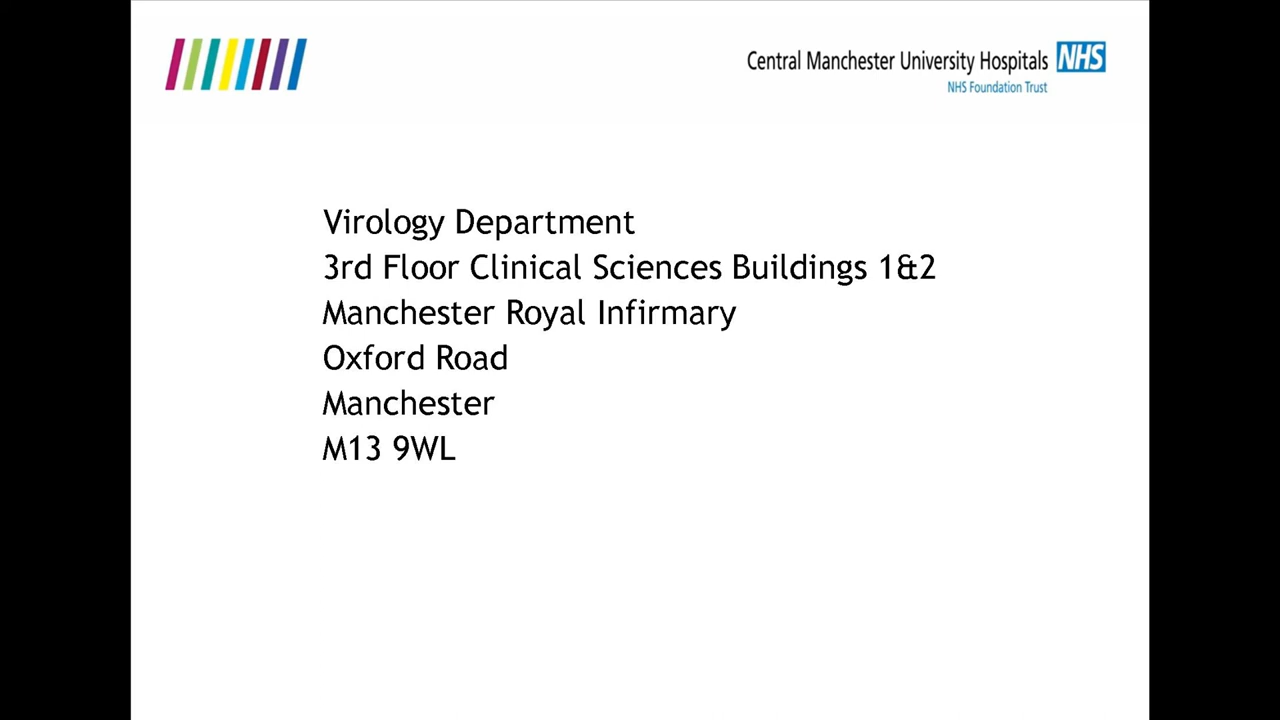 Central Manchester University Hospitals NHS
NHS Foundation Trust
Virology Department
3rd Floor Clinical Sciences Buildings 1&2
Manchester Royal Infirmary
Oxford Road
Manchester
M13 9WL